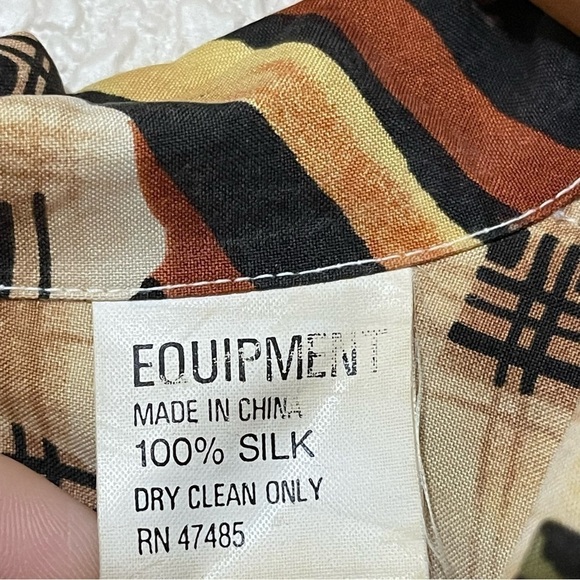 EQUIPMENT
MADE IN CHINA
100% SILK
DRY CLEAN ONLY
RN 47485